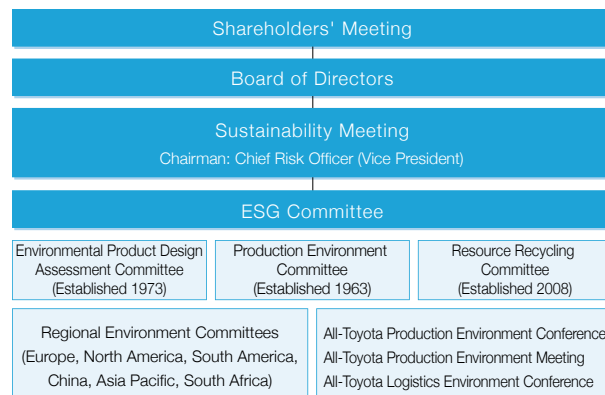 Shareholders' Meeting
Board of Directors
Sustainability Meeting
Chairman: Chief Risk Officer (Vice President)
ESG Committee
Environmental Product Design
Assessment Committee
(Established 1973)
Production Environment
Committee
(Established 1963)
Resource Recycling
Committee
(Established 2008)
Regional Environment Committees
(Europe, North America, South America,
China, Asia Pacific, South Africa)
All-Toyota Production Environment Conference
All-Toyota Production Environment Meeting
All-Toyota Logistics Environment Conference